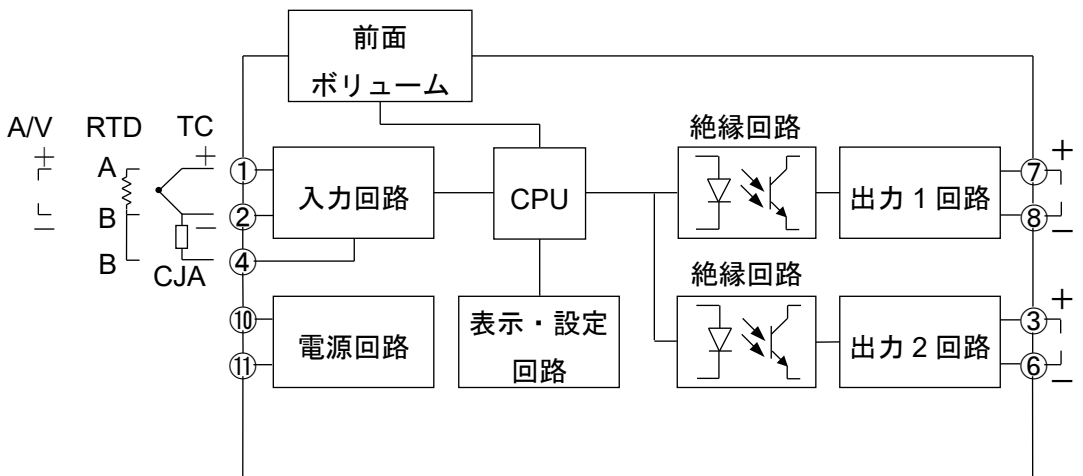 前面
ボリューム
A/V RTD TC
絶縁回路
+ A + ① 入力回路 CPU 出力1回路 ⑦ +
− B − ② ⑧ −
B CJA ④
絶縁回路
⑩ 電源回路 表示・設定 出力2回路 ③ +
⑪ 回路 ⑥ −